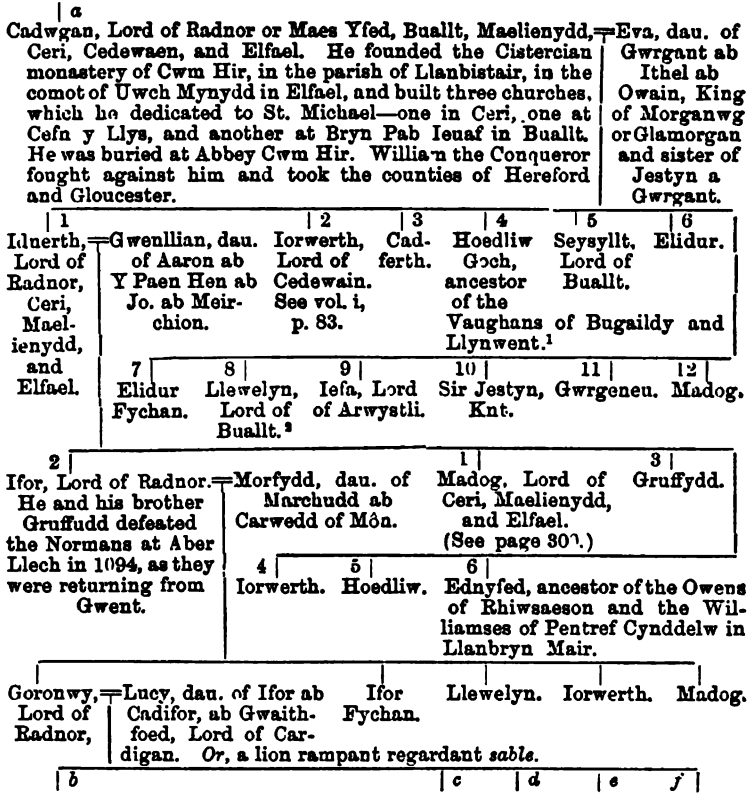 a
Cadwgan, Lord of Radnor or Maes Yfed, Buallt, Maelienydd,=Eva, dau. of
Ceri, Cedewaen, and Elfael. He founded the Cistercian Gwrgant ab
monastery of Cwm Hir, in the parish of Llanbistair, in the Ithel ab
comot of Uwch Mynydd in Elfael, and built three churches, Owain, King
which he dedicated to St. Michael—one in Ceri, one at of Morganwg
Cefn y Llys, and another at Bryn Pab Ieuaf in Buallt. or Glamorgan
He was buried at Abbey Cwm Hir. William the Conqueror and sister of
fought against him and took the counties of Hereford Jestyn a
and Gloucester. Gwrgant.
1 2 3 4 5 6
Idnerth,=Gwenllian, dau. Iorwerth, Cad- Hoedliw Seysyllt, Elidur.
Lord of of Aaron ab Lord of ferth. Goch, Lord of
Radnor, Y Paen Hen ab Cedewain. ancestor Buallt.
Ceri, Jo. ab Meir- See vol. i, of the
Mael- chion. p. 83. Vaughans of Bugaildy and
ienydd, Llynwent.¹
and 7 8 9 10 11 12
Elfael. Elidur Llewelyn, Iefa, Lord Sir Jestyn, Gwrgeneu. Madog.
Fychan. Lord of of Arwystli. Knt.
Buallt.²
2 1 3
Ifor, Lord of Radnor.=Morfydd, dau. of Madog, Lord of Gruffydd.
He and his brother Marchudd ab Ceri, Maelienydd,
Gruffudd defeated Carwedd of Môn. and Elfael.
the Normans at Aber (See page 300.)
Llech in 1094, as they 4 5 6
were returning from Iorwerth. Hoedliw. Ednyfed, ancestor of the Owens
Gwent. of Rhiwsaeson and the Wil-
liamses of Pentref Cynddelw in
Llanbryn Mair.
Goronwy,=Lucy, dau. of Ifor ab Ifor Llewelyn. Iorwerth. Madog.
Lord of Cadifor, ab Gwaith- Fychan.
Radnor, foed, Lord of Car-
digan. Or, a lion rampant regardant sable.
b c d e f